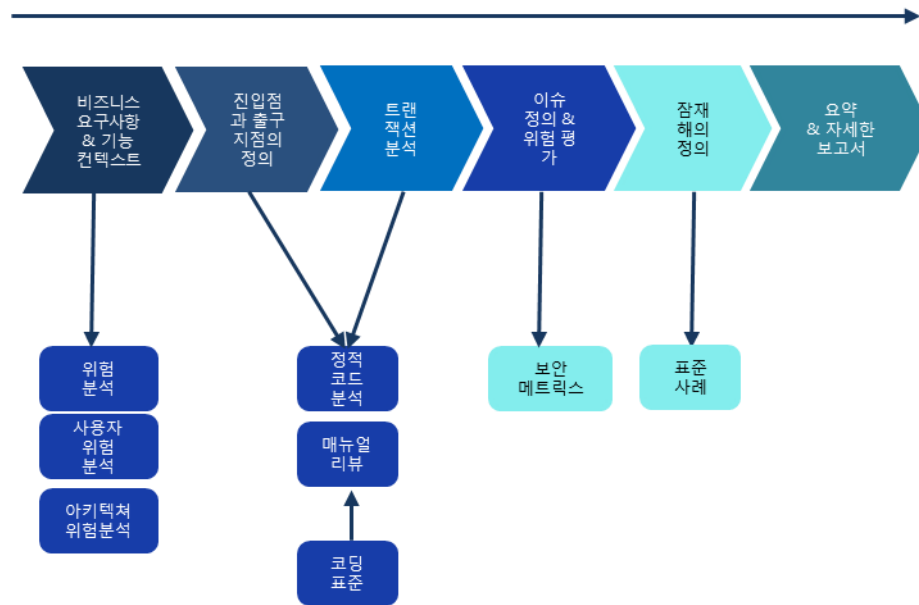 비즈니스
요구사항
& 기능
컨텍스트
진입점
과 출구
지점의
정의
트랜
잭션
분석
이슈
정의 &
위험 평
가
잠재
해의
정의
요약
& 자세한
보고서
위험
분석
사용자
위험
분석
아키텍쳐
위험분석
정적
코드
분석
매뉴얼
리뷰
코딩
표준
보안
메트릭스
표준
사례